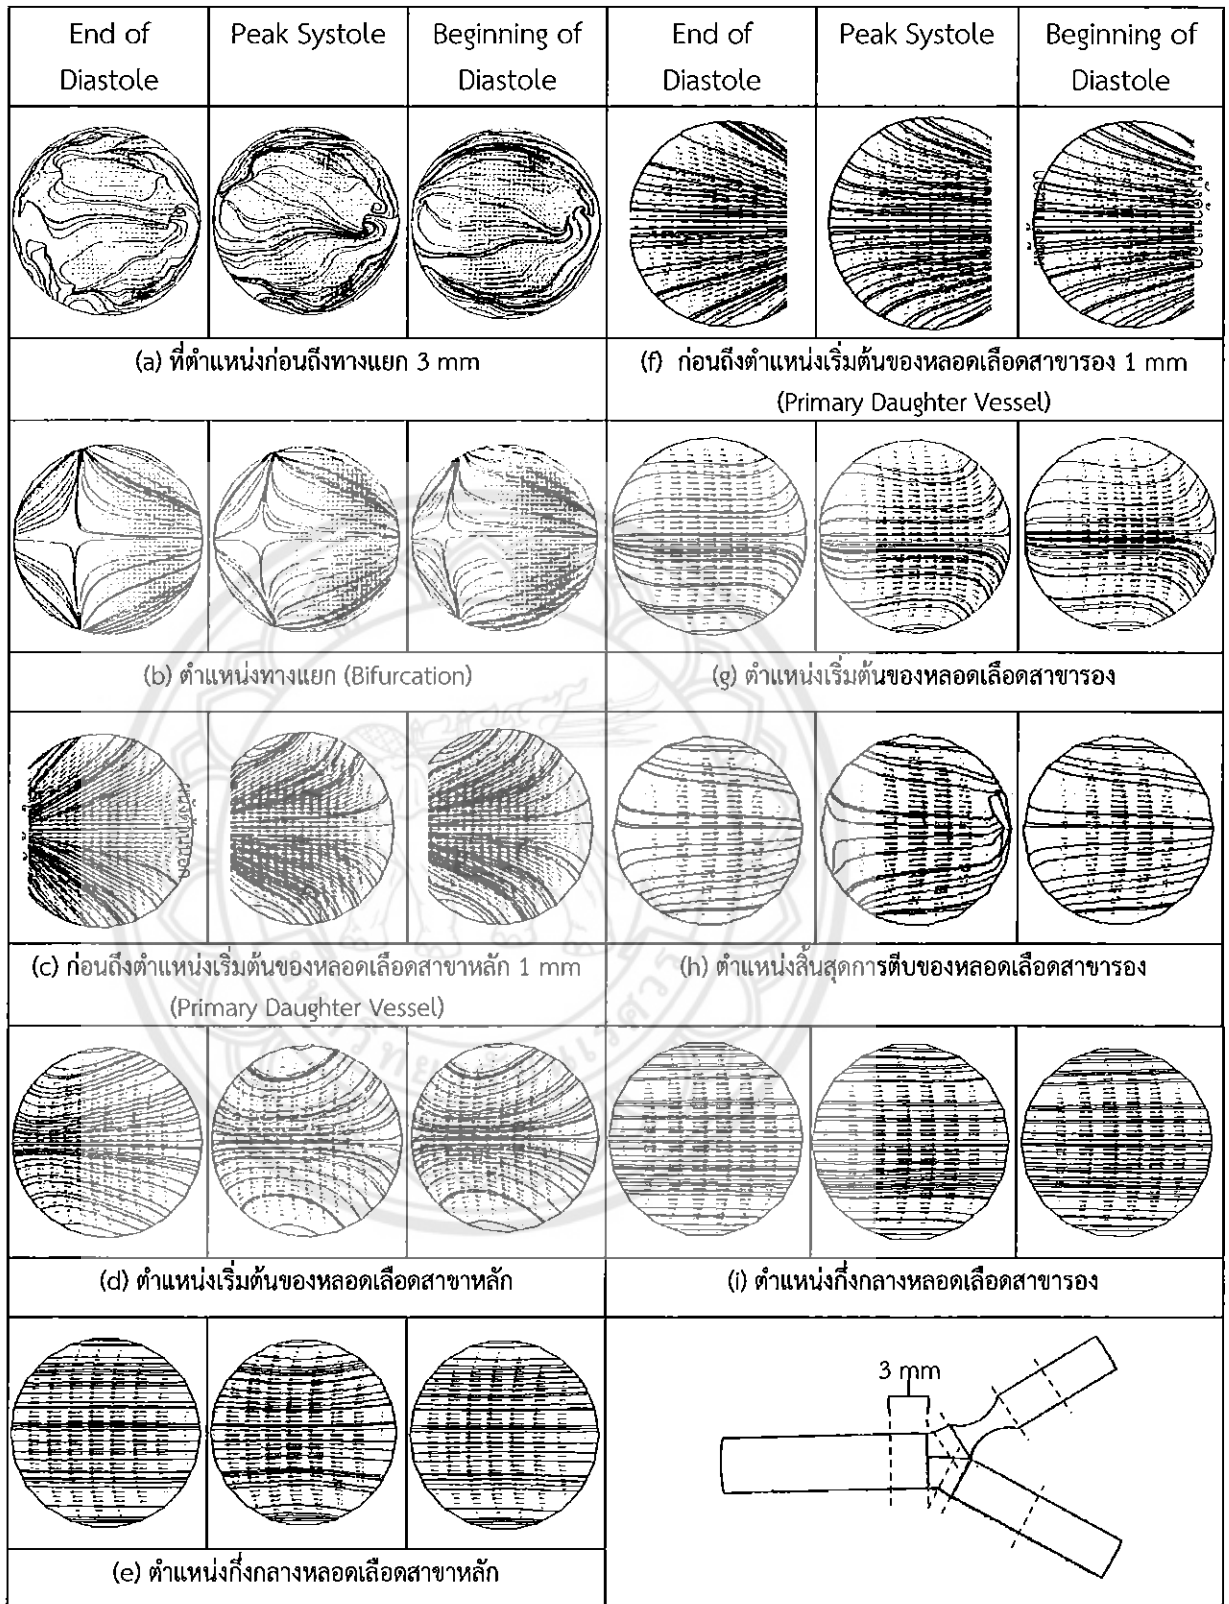 End of
Diastole
Peak Systole
Beginning of
Diastole
End of
Diastole
Peak Systole
Beginning of
Diastole
(a) ที่ตำแหน่งก่อนถึงทางแยก 3 mm
(f) ก่อนถึงตำแหน่งเริ่มต้นของหลอดเลือดสาขารอง 1 mm
(Primary Daughter Vessel)
(b) ตำแหน่งทางแยก (Bifurcation)
(g) ตำแหน่งเริ่มต้นของหลอดเลือดสาขารอง
(c) ก่อนถึงตำแหน่งเริ่มต้นของหลอดเลือดสาขาหลัก 1 mm
(Primary Daughter Vessel)
(h) ตำแหน่งสิ้นสุดการตีบของหลอดเลือดสาขารอง
(d) ตำแหน่งเริ่มต้นของหลอดเลือดสาขาหลัก
(i) ตำแหน่งกึ่งกลางหลอดเลือดสาขารอง
3 mm
(e) ตำแหน่งกึ่งกลางหลอดเลือดสาขาหลัก